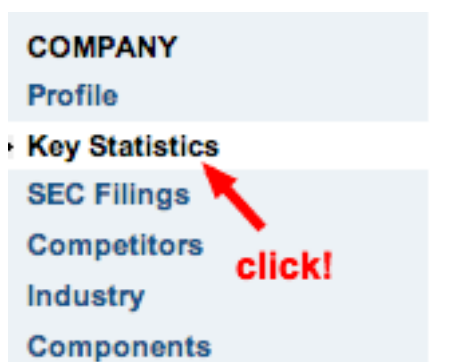 COMPANY
Profile
Key Statistics
SEC Filings
Competitors
click!
Industry
Components